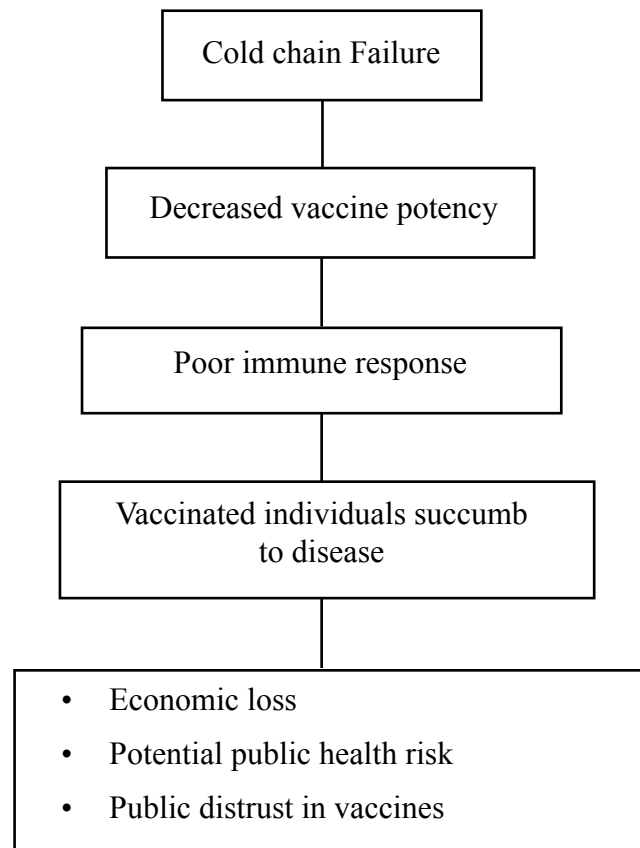 Cold chain Failure
Decreased vaccine potency
Poor immune response
Vaccinated individuals succumb
to disease
• Economic loss
• Potential public health risk
• Public distrust in vaccines